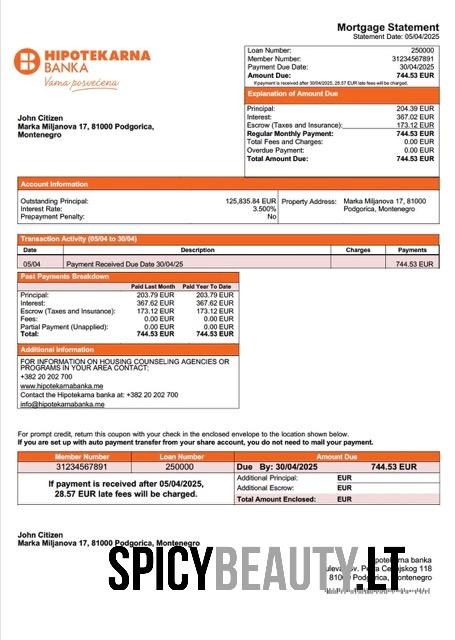 Mortgage Statement
Statement Date: 05/04/2025
HIPOTEKARNA
BANKA
Vama posvećena
Loan Number: 250000
Member Number: 31234567891
Payment Due Date: 30/04/2025
Amount Due: 744.53 EUR
If payment is received after 30/04/2025, 28.57 EUR late fees will be charged.
Explanation of Amount Due
Principal: 204.39 EUR
Interest: 367.02 EUR
Escrow (Taxes and Insurance): 173.12 EUR
Regular Monthly Payment: 744.53 EUR
Total Fees and Charges: 0.00 EUR
Overdue Payment: 0.00 EUR
Total Amount Due: 744.53 EUR
John Citizen
Marka Miljanova 17, 81000 Podgorica,
Montenegro
Account Information
Outstanding Principal: 125,835.84 EUR
Interest Rate: 3.500%
Prepayment Penalty: No
Property Address: Marka Miljanova 17, 81000
Podgorica, Montenegro
Transaction Activity (05/04 to 30/04)
Date Description Charges Payments
05/04 Payment Received Due Date 30/04/25 744.53 EUR
Past Payments Breakdown
Paid Last Month Paid Year To Date
Principal: 203.79 EUR 203.79 EUR
Interest: 367.62 EUR 367.62 EUR
Escrow (Taxes and Insurance): 173.12 EUR 173.12 EUR
Fees: 0.00 EUR 0.00 EUR
Partial Payment (Unapplied): 0.00 EUR 0.00 EUR
Total: 744.53 EUR 744.53 EUR
Additional Information
FOR INFORMATION ON HOUSING COUNSELING AGENCIES OR
PROGRAMS IN YOUR AREA CONTACT:
+382 20 202 700
www.hipotekarnabanka.me
Contact the Hipotekarna banka at: +382 20 202 700
info@hipotekarnabanka.me
For prompt credit, return this coupon with your check in the enclosed envelope to the location shown below.
If you are set up with auto payment transfer from your share account, you do not need to mail your payment.
Member Number Loan Number Amount Due
31234567891 250000 Due By: 30/04/2025 744.53 EUR
If payment is received after 05/04/2025,
28.57 EUR late fees will be charged.
Additional Principal: EUR
Additional Escrow: EUR
Total Amount Enclosed: EUR
John Citizen
Marka Miljanova 17, 81000 Podgorica, Montenegro
SPICYBEAUTY.LT
banka
118
Montenegro